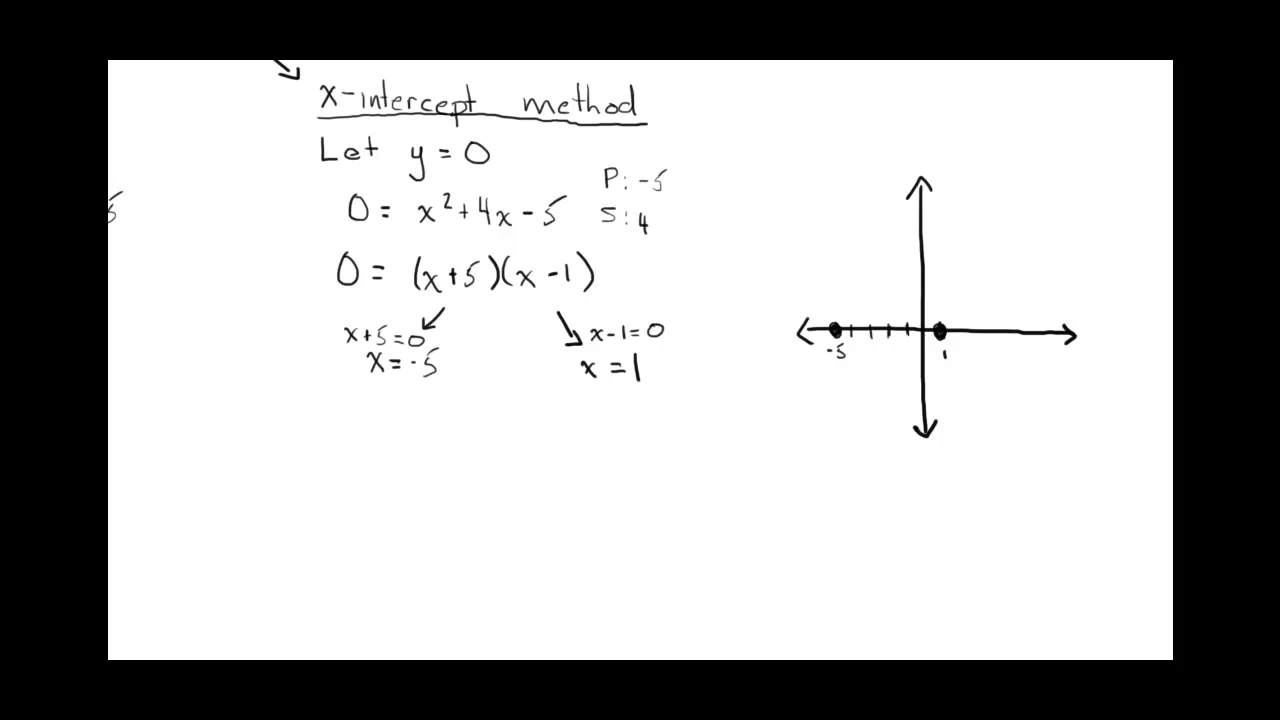 x-intercept method
Let y = 0
P: -5
5
0 = x² + 4x - 5
S: 4
0 = (x + 5)(x - 1)
x + 5 = 0
x - 1 = 0
x = -5
x = 1
-5
1